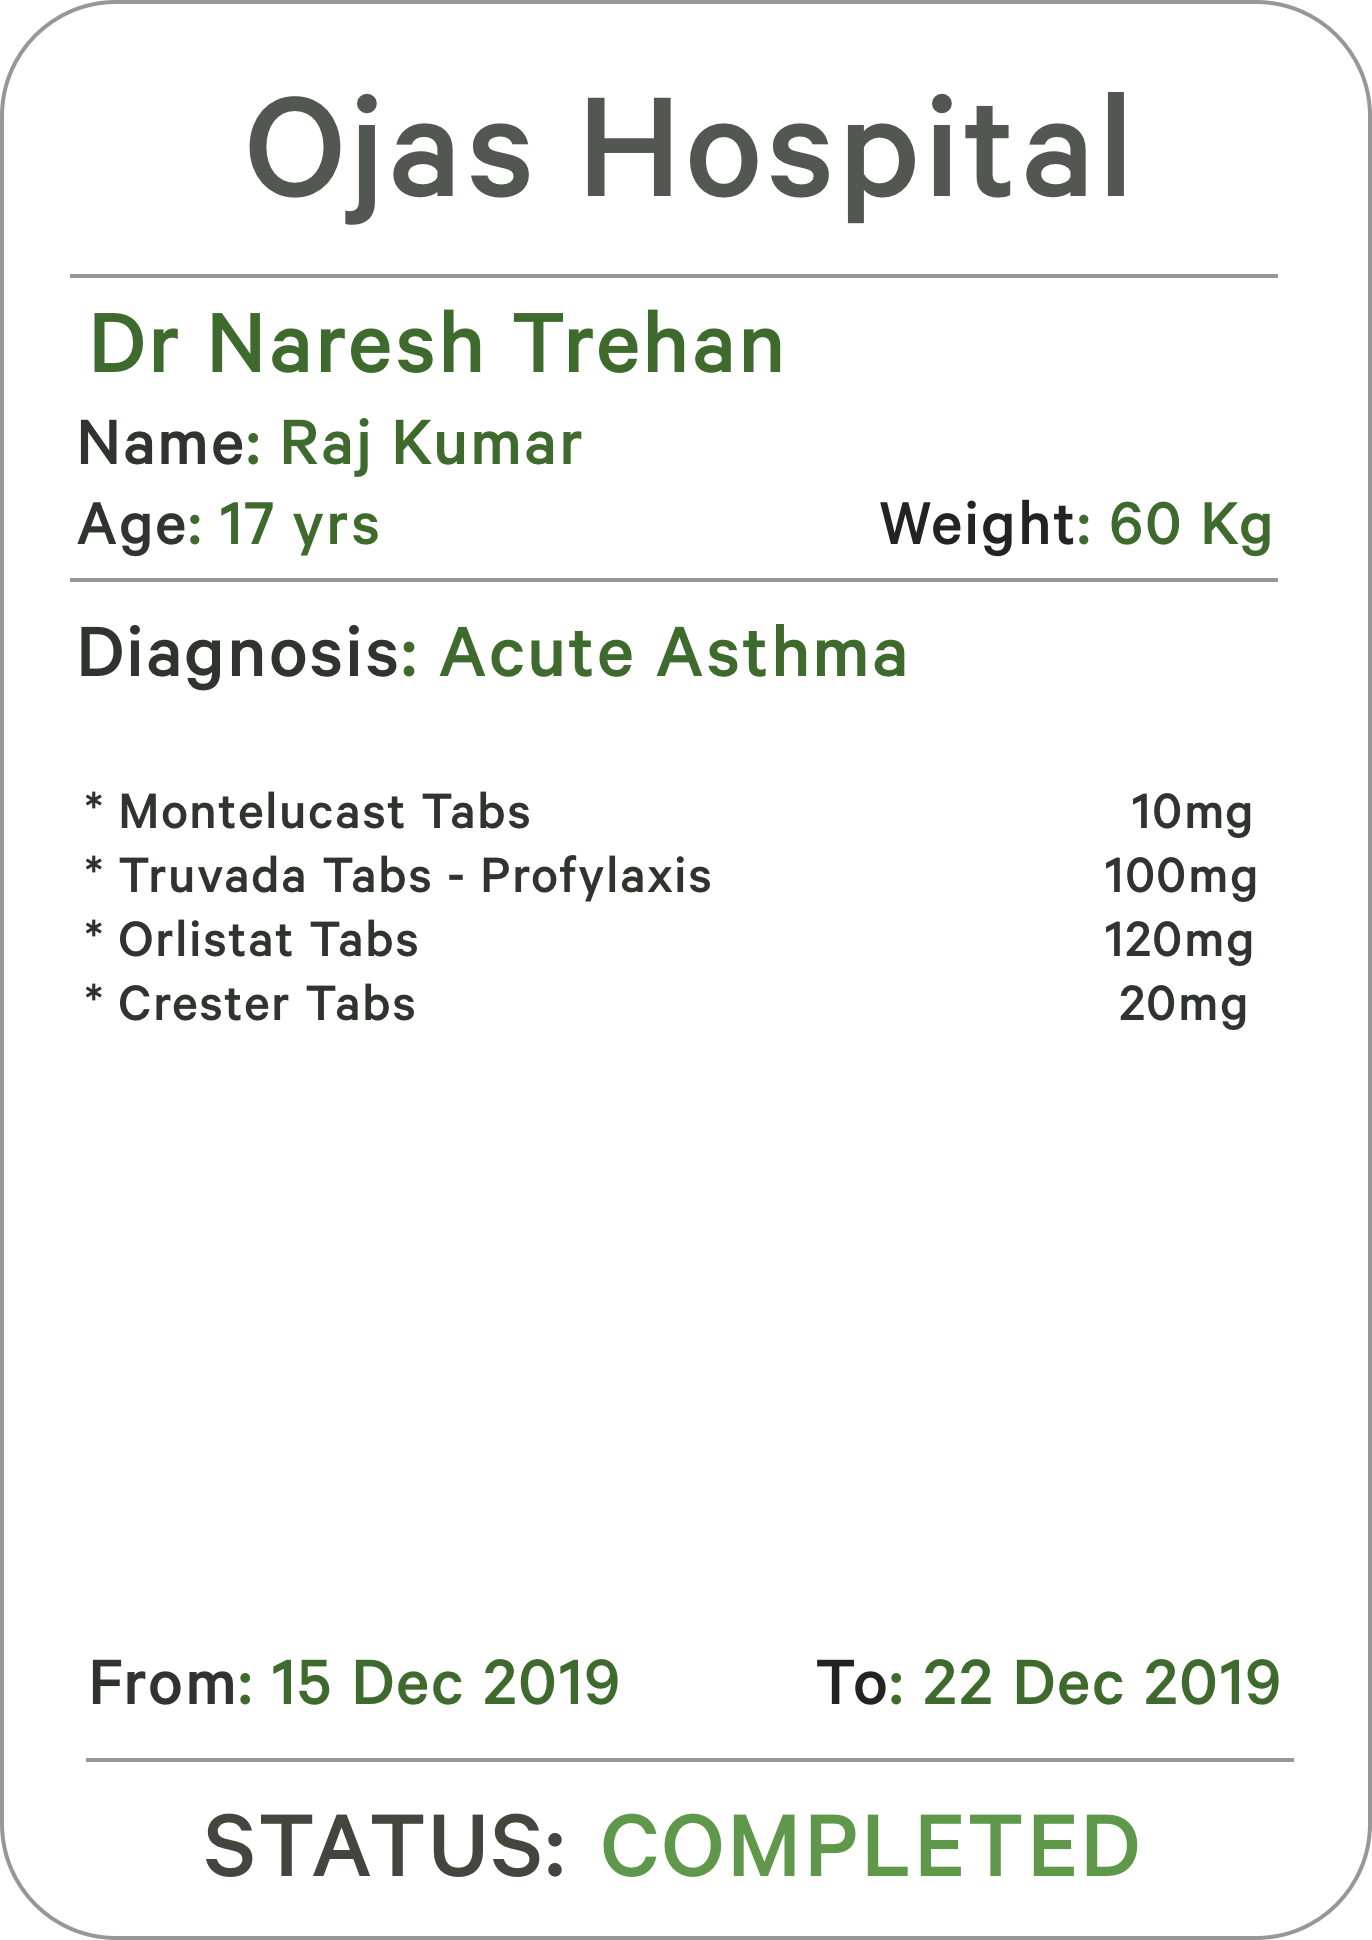 Ojas Hospital
Dr Naresh Trehan
Name: Raj Kumar
Age: 17 yrs Weight: 60 Kg
Diagnosis: Acute Asthma
* Montelucast Tabs 10mg
* Truvada Tabs - Profylaxis 100mg
* Orlistat Tabs 120mg
* Crester Tabs 20mg
From: 15 Dec 2019 To: 22 Dec 2019
STATUS: COMPLETED